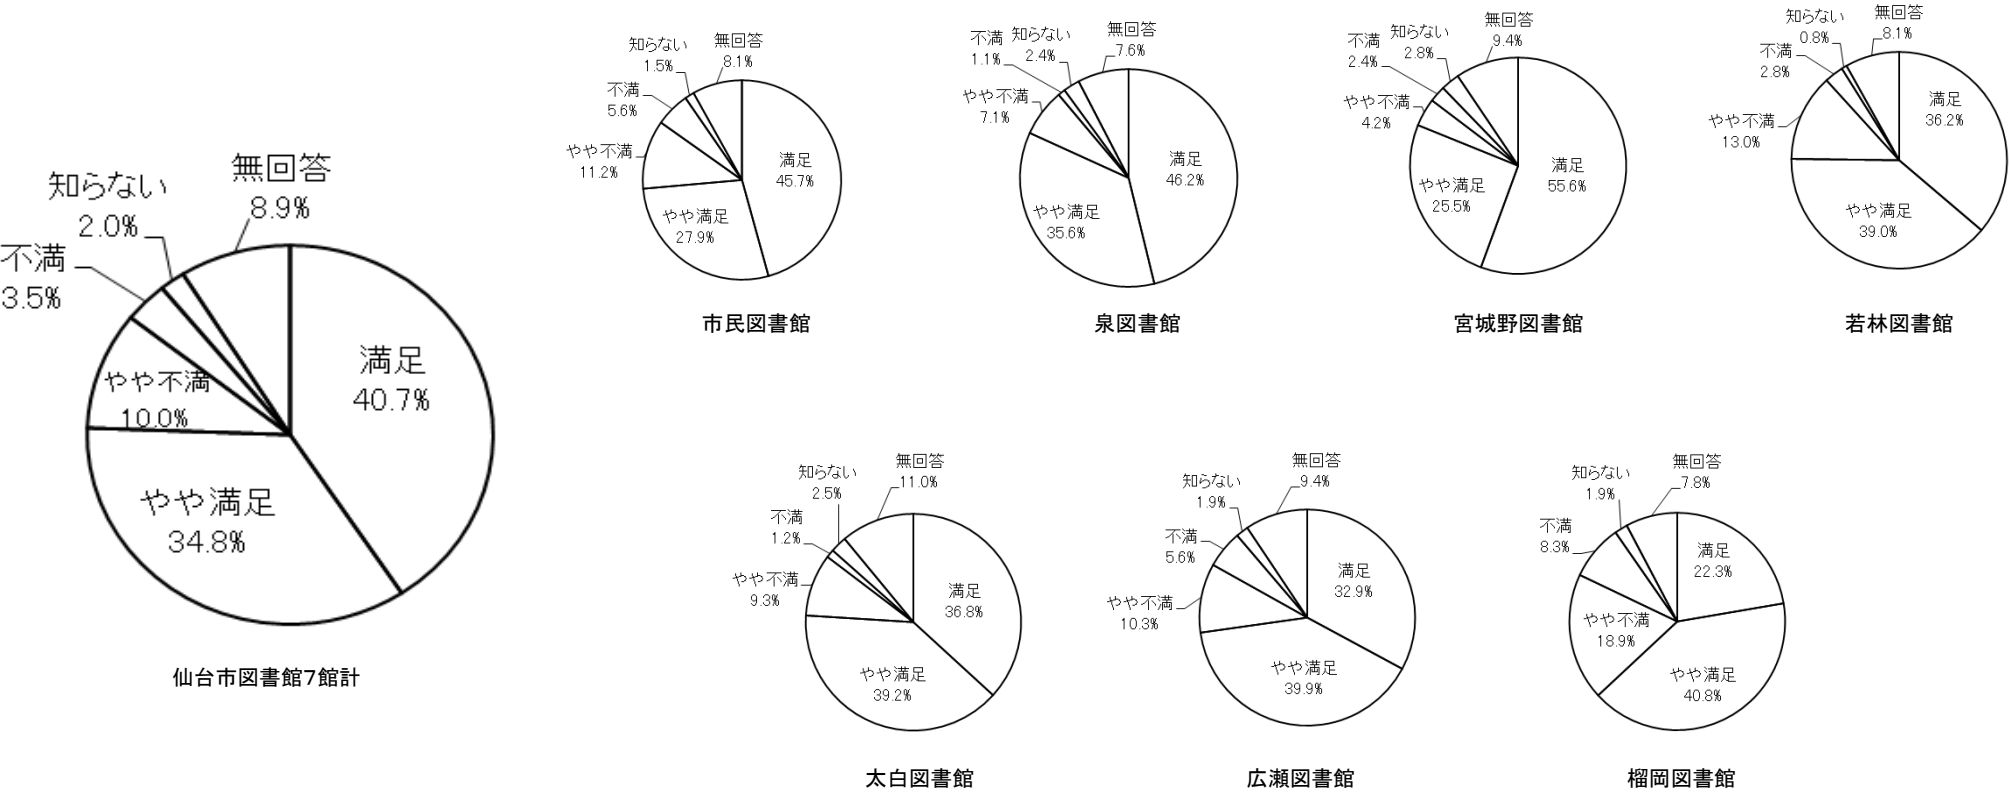 無回答
8.9%
知らない
2.0%
不満
3.5%
やや不満
10.0%
満足
40.7%
やや満足
34.8%
仙台市図書館7館計
無回答
8.1%
知らない
1.5%
不満
5.6%
やや不満
11.2%
満足
45.7%
やや満足
27.9%
市民図書館
無回答
7.6%
知らない
2.4%
不満
1.1%
やや不満
7.1%
満足
46.2%
やや満足
35.6%
泉図書館
無回答
9.4%
知らない
2.8%
不満
2.4%
やや不満
4.2%
満足
55.6%
やや満足
25.5%
宮城野図書館
無回答
8.1%
知らない
0.8%
不満
2.8%
やや不満
13.0%
満足
36.2%
やや満足
39.0%
若林図書館
無回答
11.0%
知らない
2.5%
不満
1.2%
やや不満
9.3%
満足
36.8%
やや満足
39.2%
太白図書館
無回答
9.4%
知らない
1.9%
不満
5.6%
やや不満
10.3%
満足
32.9%
やや満足
39.9%
広瀬図書館
無回答
7.8%
知らない
1.9%
不満
8.3%
やや不満
18.9%
満足
22.3%
やや満足
40.8%
榴岡図書館